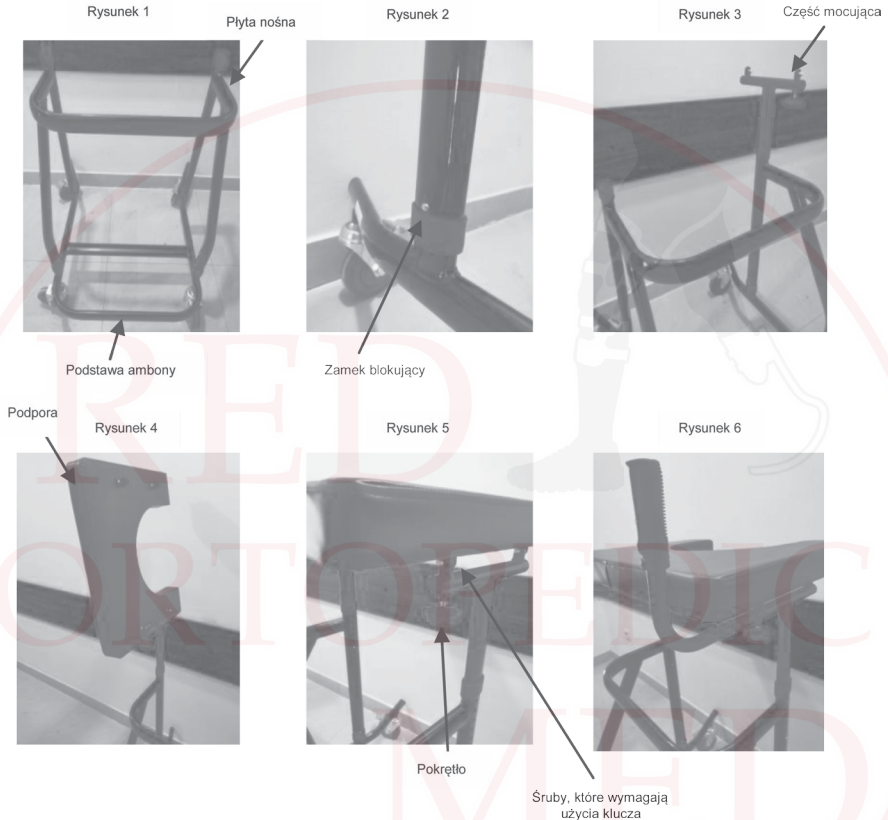 Rysunek 1
Płyta nośna
Rysunek 2
Rysunek 3
Część mocująca
Podstawa ambony
Zamek blokujący
Podpora
Rysunek 4
Rysunek 5
Rysunek 6
Pokrętło
Śruby, które wymagają
użycia klucza
RED
ORTOPEDIC
MED